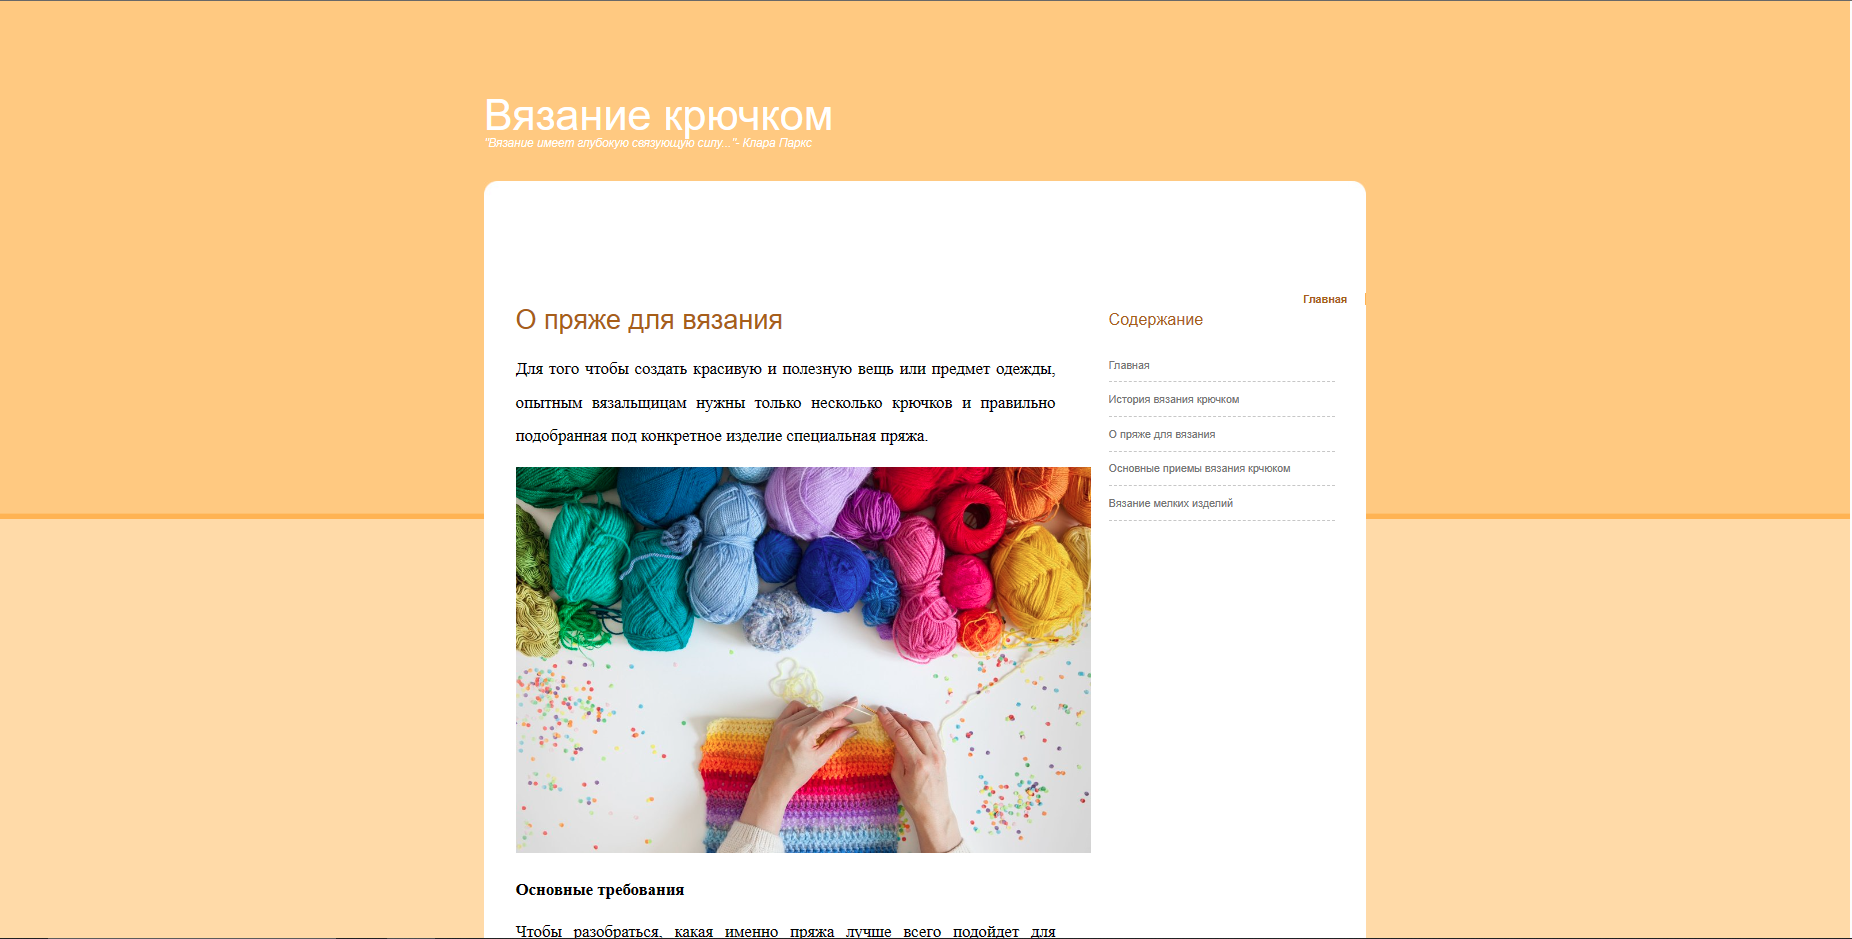 Вязание крючком
"Вязание имеет глубокую связующую силу..."- Клара Паркс
Главная
О пряже для вязания
Для того чтобы создать красивую и полезную вещь или предмет одежды,
опытным вязальщицам нужны только несколько крючков и правильно
подобранная под конкретное изделие специальная пряжа.
Содержание
Главная
История вязания крючком
О пряже для вязания
Основные приемы вязания крчюком
Вязание мелких изделий
Основные требования
Чтобы разобраться, какая именно пряжа лучше всего подойдет для